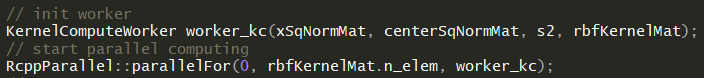 // init worker
KernelComputeWorker worker_kc(xSqNormMat, centerSqNormMat, s2, rbfKernelMat);
// start parallel computing
RcppParallel::parallelFor(0, rbfKernelMat.n_elem, worker_kc);